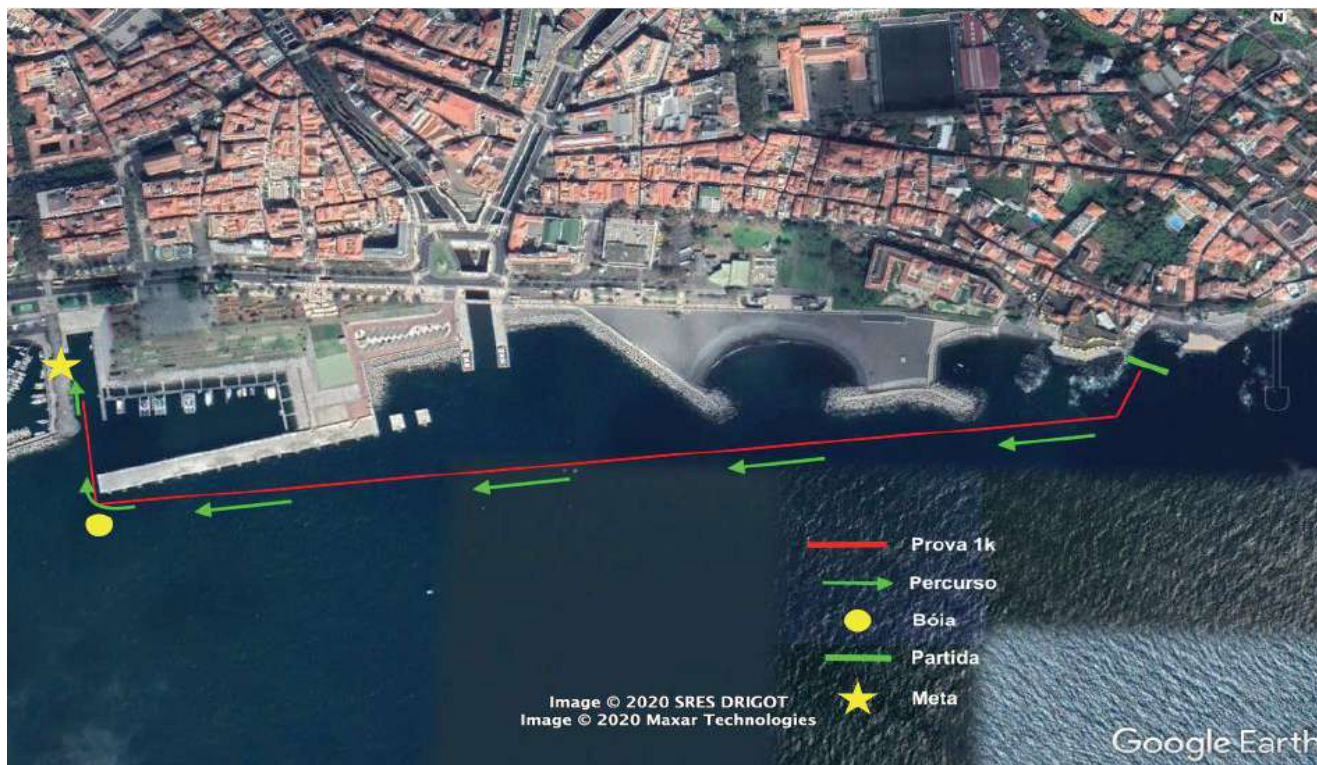 N
Prova 1k
Percurso
Bóia
Partida
Meta
Image © 2020 SRES DRIGOT
Image © 2020 Maxar Technologies
Google Earth